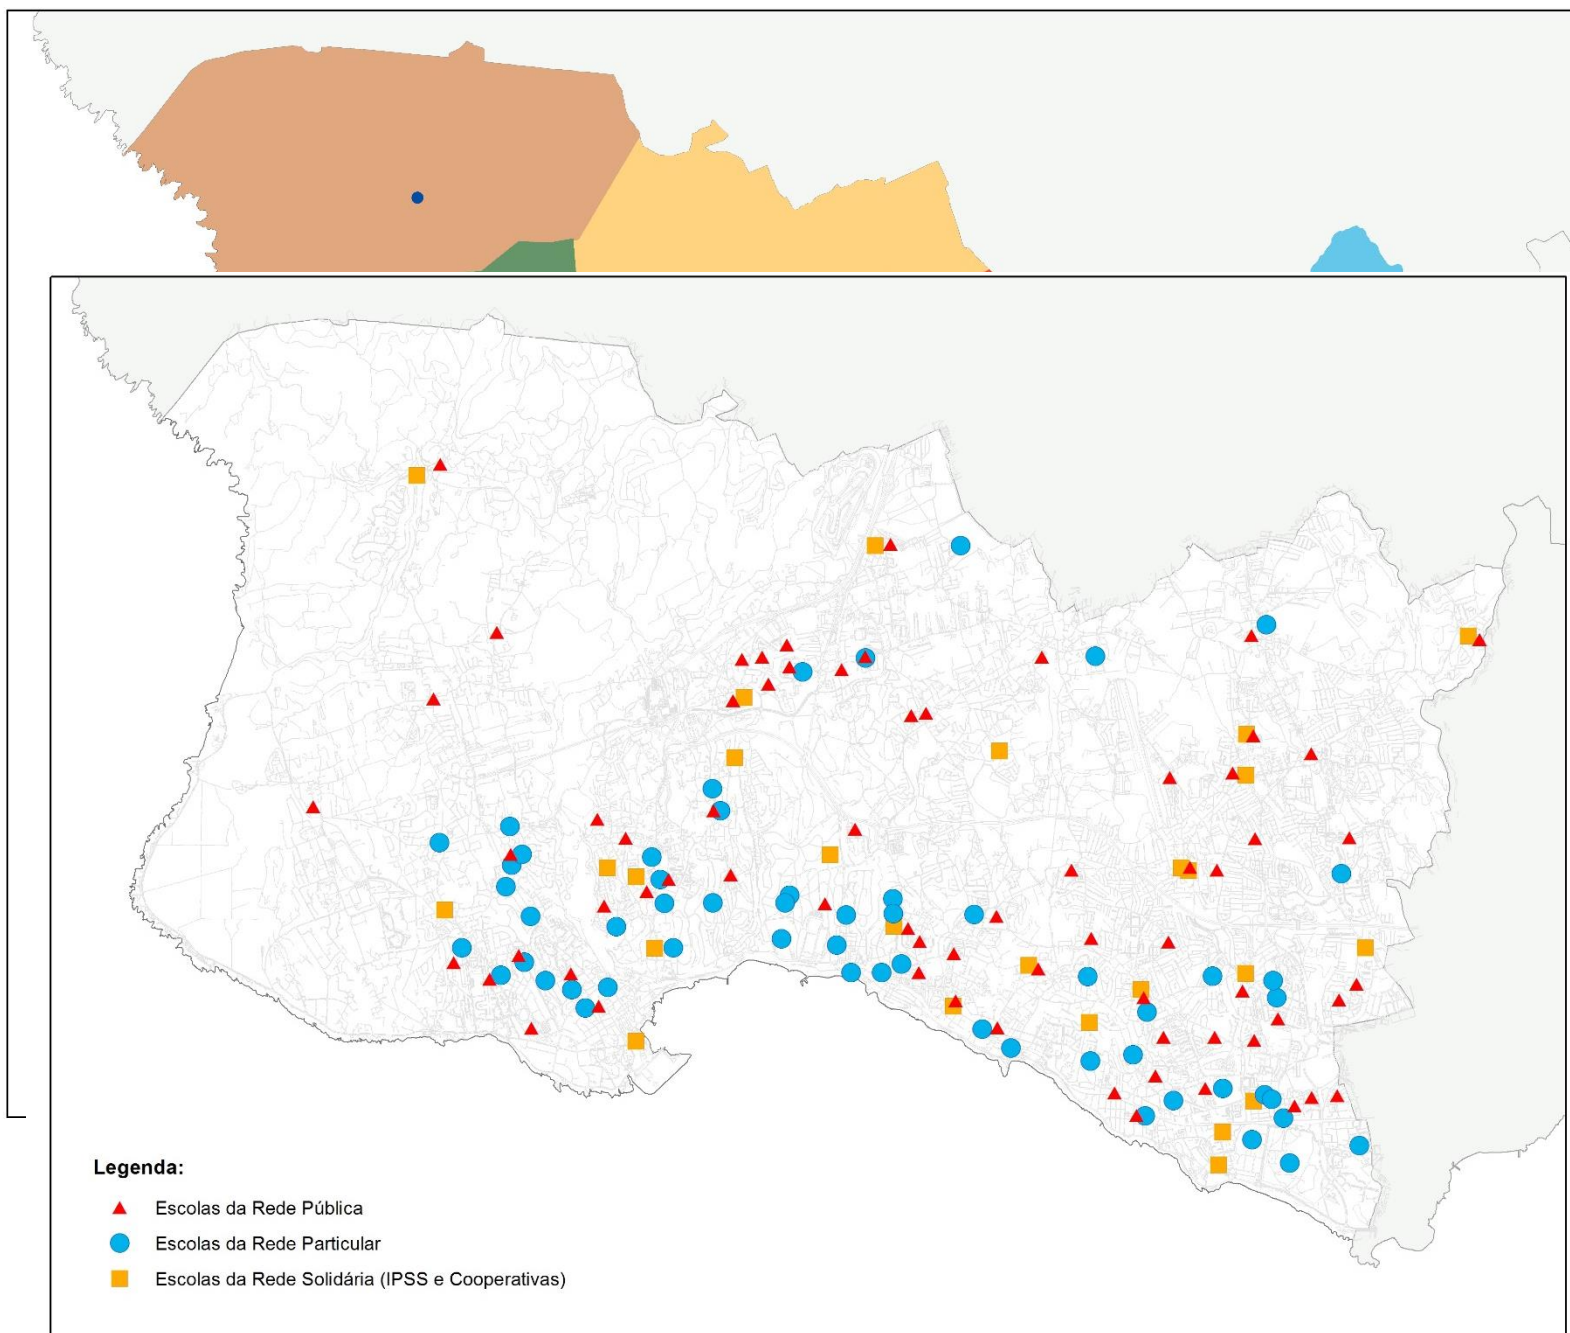 Legenda:
Escolas da Rede Pública
Escolas da Rede Particular
Escolas da Rede Solidária (IPSS e Cooperativas)